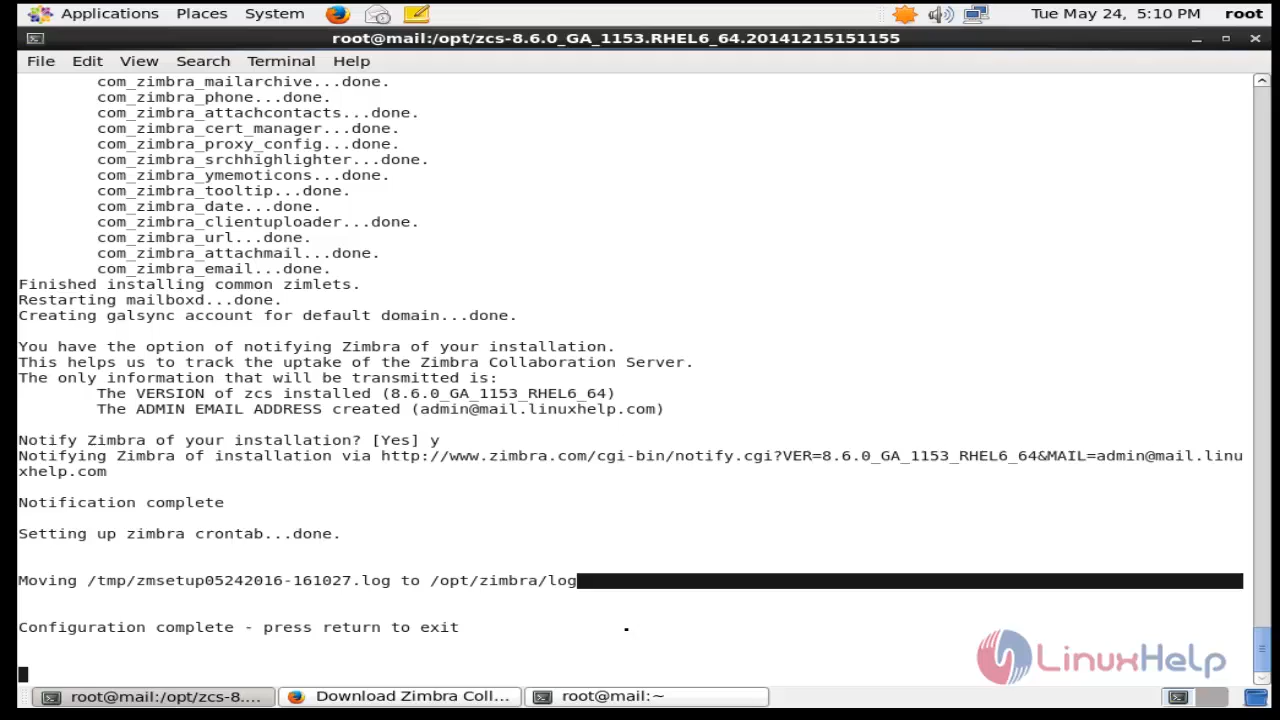 Applications Places System Tue May 24, 5:10 PM root
root@mail:/opt/zcs-8.6.0_GA_1153.RHEL6_64.20141215151155
File Edit View Search Terminal Help
com_zimbra_mailarchive...done.
com_zimbra_phone...done.
com_zimbra_attachcontacts...done.
com_zimbra_cert_manager...done.
com_zimbra_proxy_config...done.
com_zimbra_srchhighlighter...done.
com_zimbra_ymemoticons...done.
com_zimbra_tooltip...done.
com_zimbra_date...done.
com_zimbra_clientuploader...done.
com_zimbra_url...done.
com_zimbra_attachmail...done.
com_zimbra_email...done.
Finished installing common zimlets.
Restarting mailboxd...done.
Creating galsync account for default domain...done.
You have the option of notifying Zimbra of your installation.
This helps us to track the uptake of the Zimbra Collaboration Server.
The only information that will be transmitted is:
The VERSION of zcs installed (8.6.0_GA_1153_RHEL6_64)
The ADMIN EMAIL ADDRESS created (admin@mail.linuxhelp.com)
Notify Zimbra of your installation? [Yes] y
Notifying Zimbra of installation via http://www.zimbra.com/cgi-bin/notify.cgi?VER=8.6.0_GA_1153_RHEL6_64&MAIL=admin@mail.linu
xhelp.com
Notification complete
Setting up zimbra crontab...done.
Moving /tmp/zmsetup05242016-161027.log to /opt/zimbra/log
Configuration complete - press return to exit
LinuxHelp
root@mail:/opt/zcs-8.... Download Zimbra Coll... root@mail:~